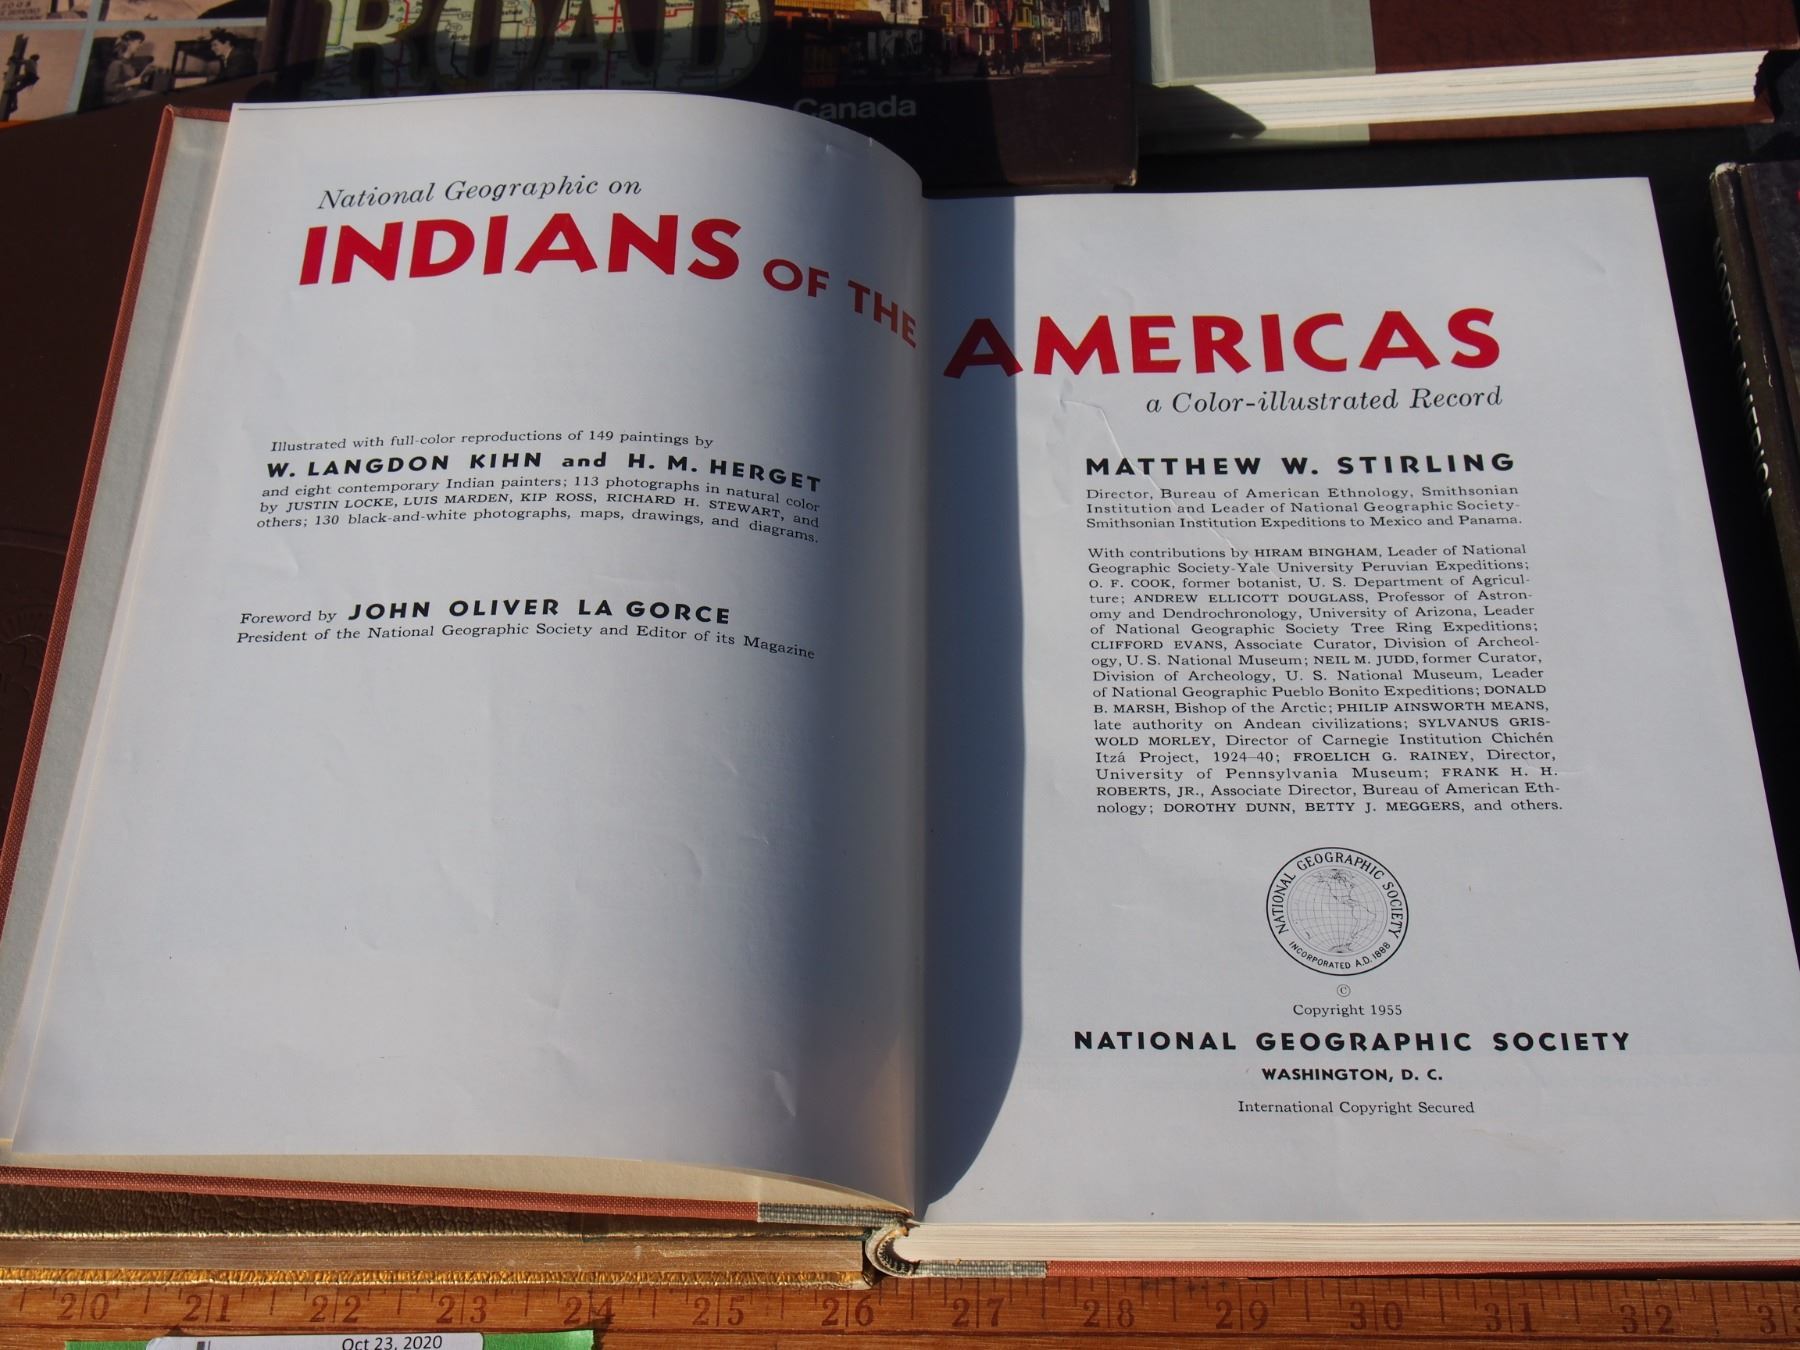 ROAD
Canada
National Geographic on
INDIANS OF THE AMERICAS
a Color-illustrated Record
Illustrated with full-color reproductions of 149 paintings by
W. LANGDON KIHN and H. M. HERGET
and eight contemporary Indian painters; 113 photographs in natural color
by JUSTIN LOCKE, LUIS MARDEN, KIP ROSS, RICHARD H. STEWART, and
others; 130 black-and-white photographs, maps, drawings, and diagrams.
Foreword by JOHN OLIVER LA GORCE
President of the National Geographic Society and Editor of its Magazine
MATTHEW W. STIRLING
Director, Bureau of American Ethnology, Smithsonian
Institution and Leader of National Geographic Society-
Smithsonian Institution Expeditions to Mexico and Panama.
With contributions by HIRAM BINGHAM, Leader of National
Geographic Society-Yale University Peruvian Expeditions;
O. F. COOK, former botanist, U. S. Department of Agricul-
ture; ANDREW ELLICOTT DOUGLASS, Professor of Astron-
omy and Dendrochronology, University of Arizona, Leader
of National Geographic Society Tree Ring Expeditions;
CLIFFORD EVANS, Associate Curator, Division of Archeol-
ogy, U. S. National Museum; NEIL M. JUDD, former Curator,
Division of Archeology, U. S. National Museum, Leader
of National Geographic Pueblo Bonito Expeditions; DONALD
B. MARSH, Bishop of the Arctic; PHILIP AINSWORTH MEANS,
late authority on Andean civilizations; SYLVANUS GRIS-
WOLD MORLEY, Director of Carnegie Institution Chichén
Itzá Project, 1924-40; FROELICH G. RAINEY, Director,
University of Pennsylvania Museum; FRANK H. H.
ROBERTS, JR., Associate Director, Bureau of American Eth-
nology; DOROTHY DUNN, BETTY J. MEGGERS, and others.
NATIONAL GEOGRAPHIC SOCIETY
INCORPORATED A.D. 1888
©
Copyright 1955
NATIONAL GEOGRAPHIC SOCIETY
WASHINGTON, D. C.
International Copyright Secured
20 21 22 23 24 25 26 27 28 29 30 31 32
Oct 23, 2020